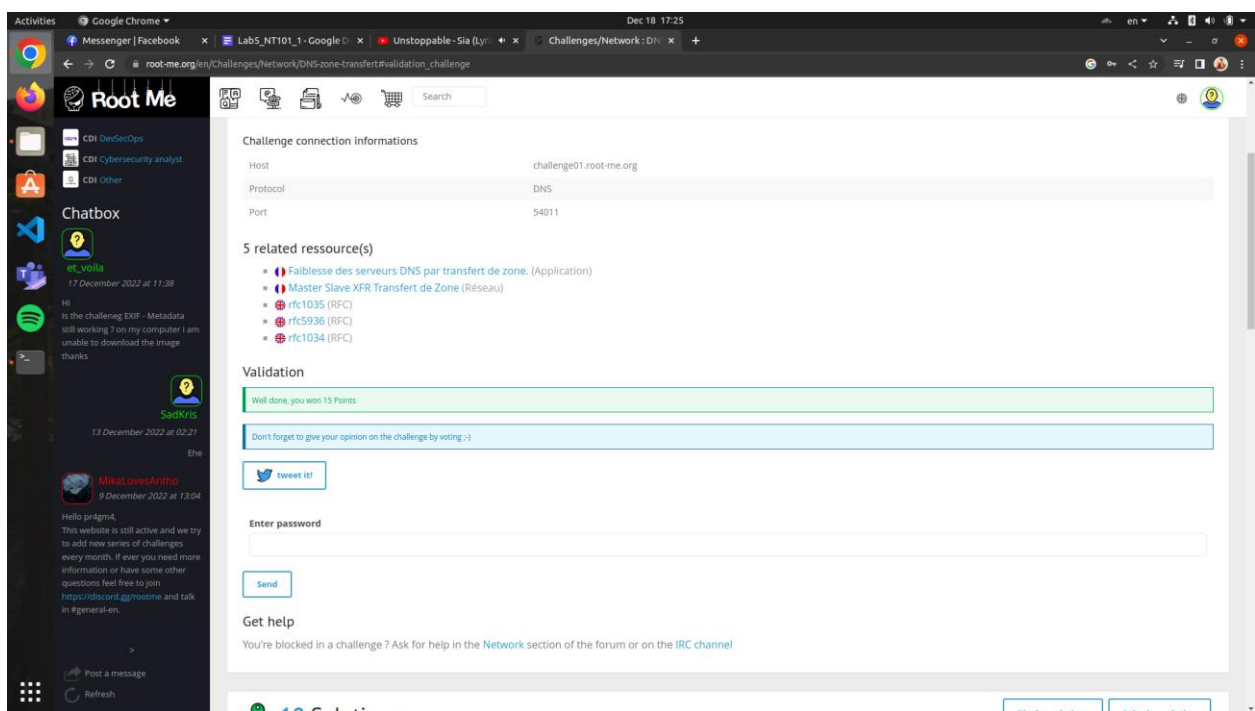 Activities
Google Chrome
Dec 18 17:25
en
Messenger | Facebook
Lab5_NT101_1 - Google D
Unstoppable - Sia (Lyri
Challenges/Network : DN
root-me.org/en/Challenges/Network/DNS-zone-transfert#validation_challenge
Root Me
Search
CDI DevSecOps
CDI Cybersecurity analyst
CDI Other
Chatbox
et_voila
17 December 2022 at 11:38
Hi
Is the challeneg EXIF - Metadata
still working ? on my computer i am
unable to download the image
thanks
SadKris
13 December 2022 at 02:21
Ehe
MikaLovesAntho
9 December 2022 at 13:04
Hello pr4gm4,
This website is still active and we try
to add new series of challenges
every month. If ever you need more
information or have some other
questions feel free to join
https://discord.gg/rootme and talk
in #general-en.
>
Post a message
Refresh
Challenge connection informations
Host challenge01.root-me.org
Protocol DNS
Port 54011
5 related ressource(s)
Faiblesse des serveurs DNS par transfert de zone. (Application)
Master Slave XFR Transfert de Zone (Réseau)
rfc1035 (RFC)
rfc5936 (RFC)
rfc1034 (RFC)
Validation
Well done, you won 15 Points
Don't forget to give your opinion on the challenge by voting ;-)
tweet it!
Enter password
Send
Get help
You're blocked in a challenge ? Ask for help in the Network section of the forum or on the IRC channel